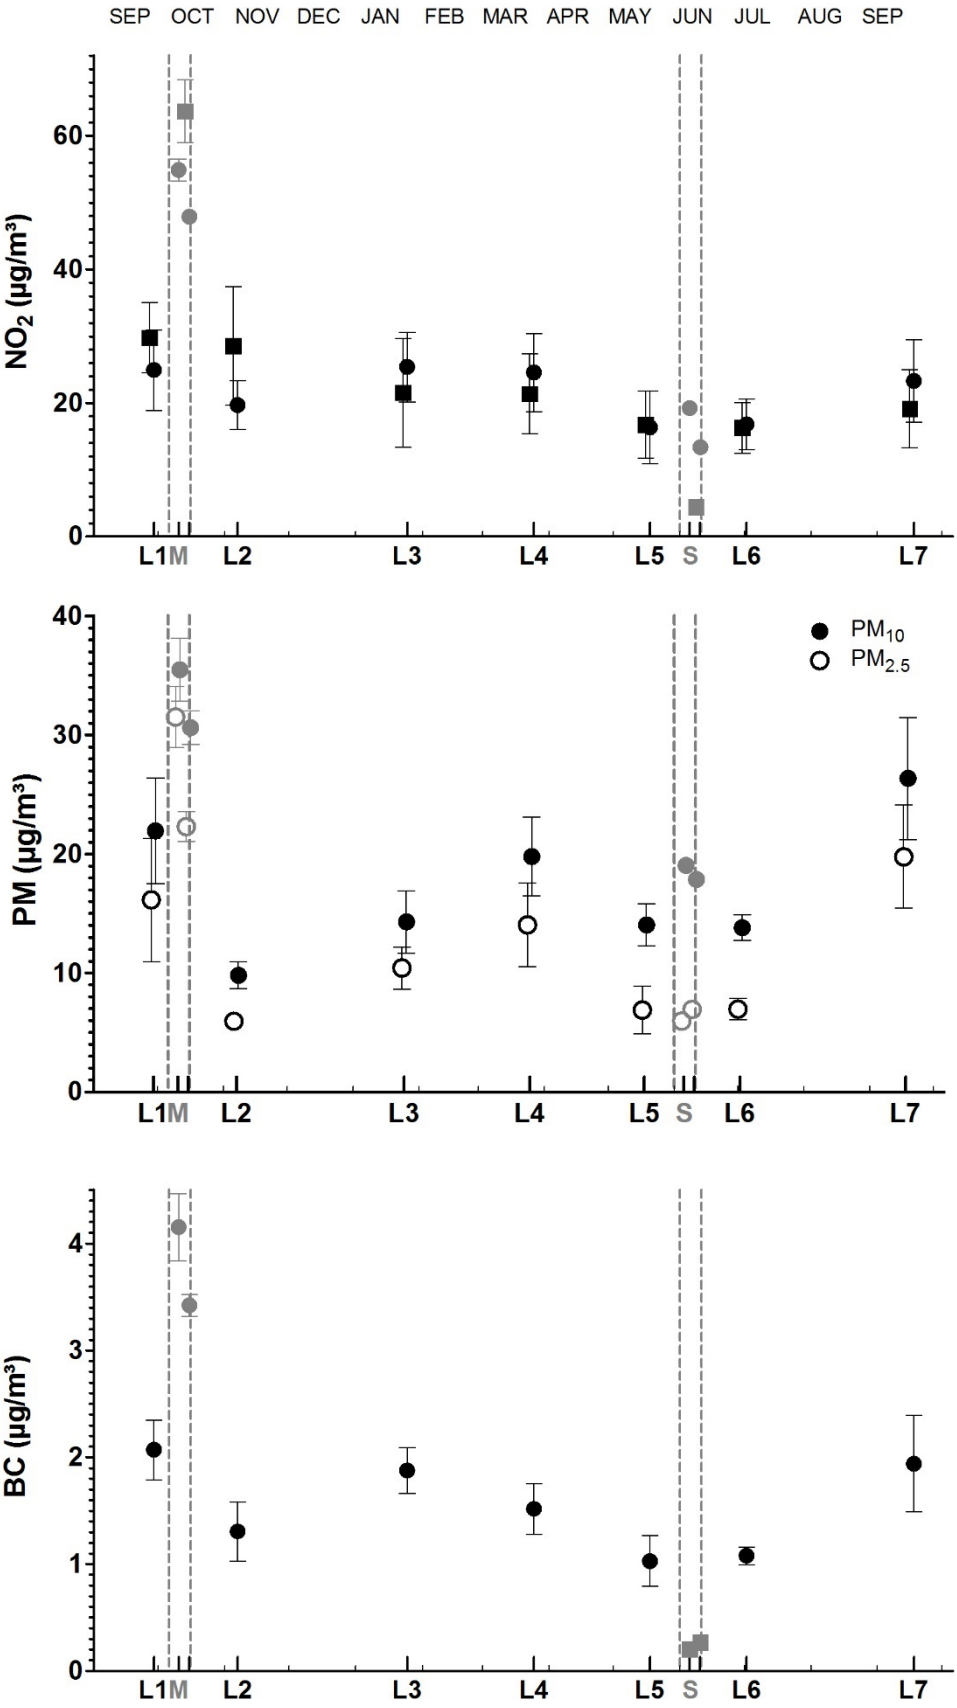 SEP OCT NOV DEC JAN FEB MAR APR MAY JUN JUL AUG SEP
NO₂ (µg/m³)
60
40
20
0
L1 M L2 L3 L4 L5 S L6 L7
PM (µg/m³)
40
30
20
10
0
PM₁₀
PM₂.₅
L1 M L2 L3 L4 L5 S L6 L7
BC (µg/m³)
4
3
2
1
0
L1 M L2 L3 L4 L5 S L6 L7